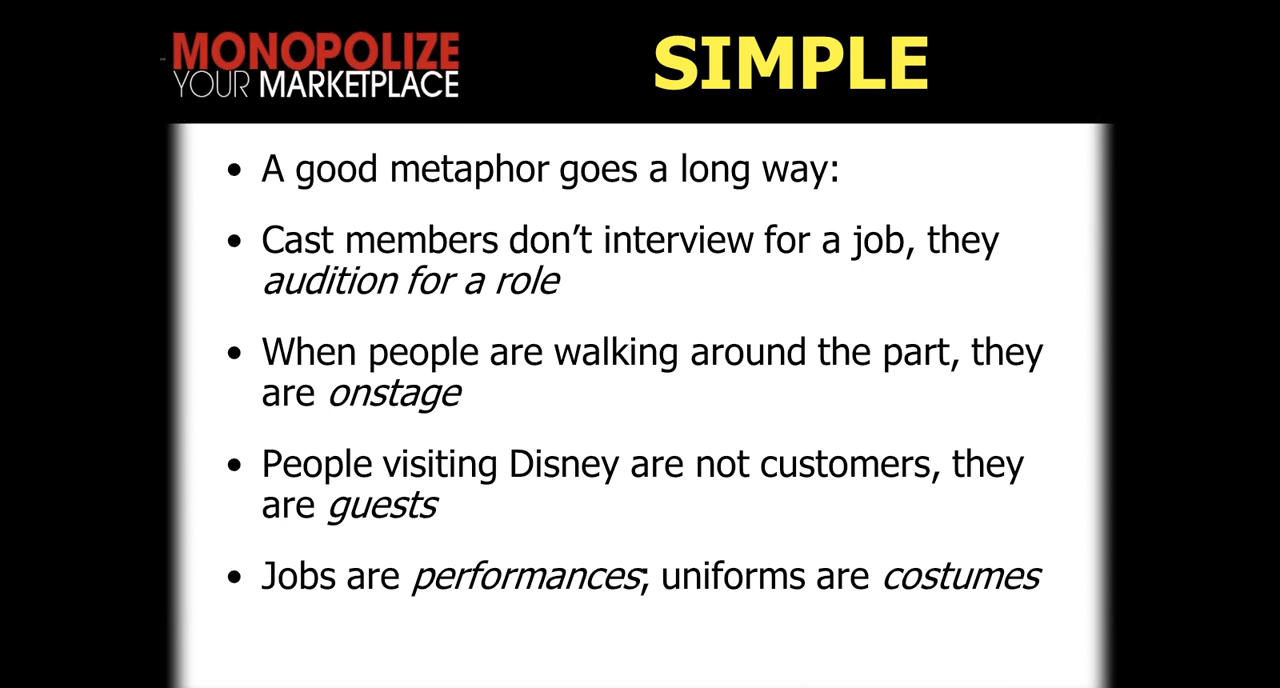 MONOPOLIZE
YOUR MARKETPLACE
SIMPLE
• A good metaphor goes a long way:
• Cast members don’t interview for a job, they
audition for a role
• When people are walking around the part, they
are onstage
• People visiting Disney are not customers, they
are guests
• Jobs are performances; uniforms are costumes